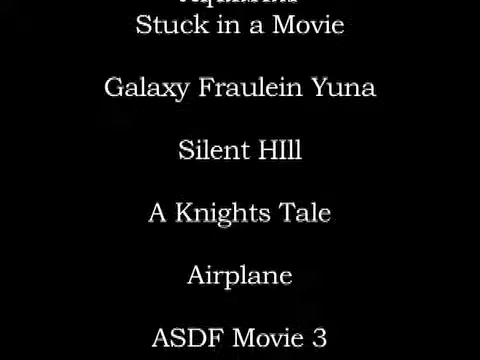 Stuck in a Movie
Galaxy Fraulein Yuna
Silent HIll
A Knights Tale
Airplane
ASDF Movie 3